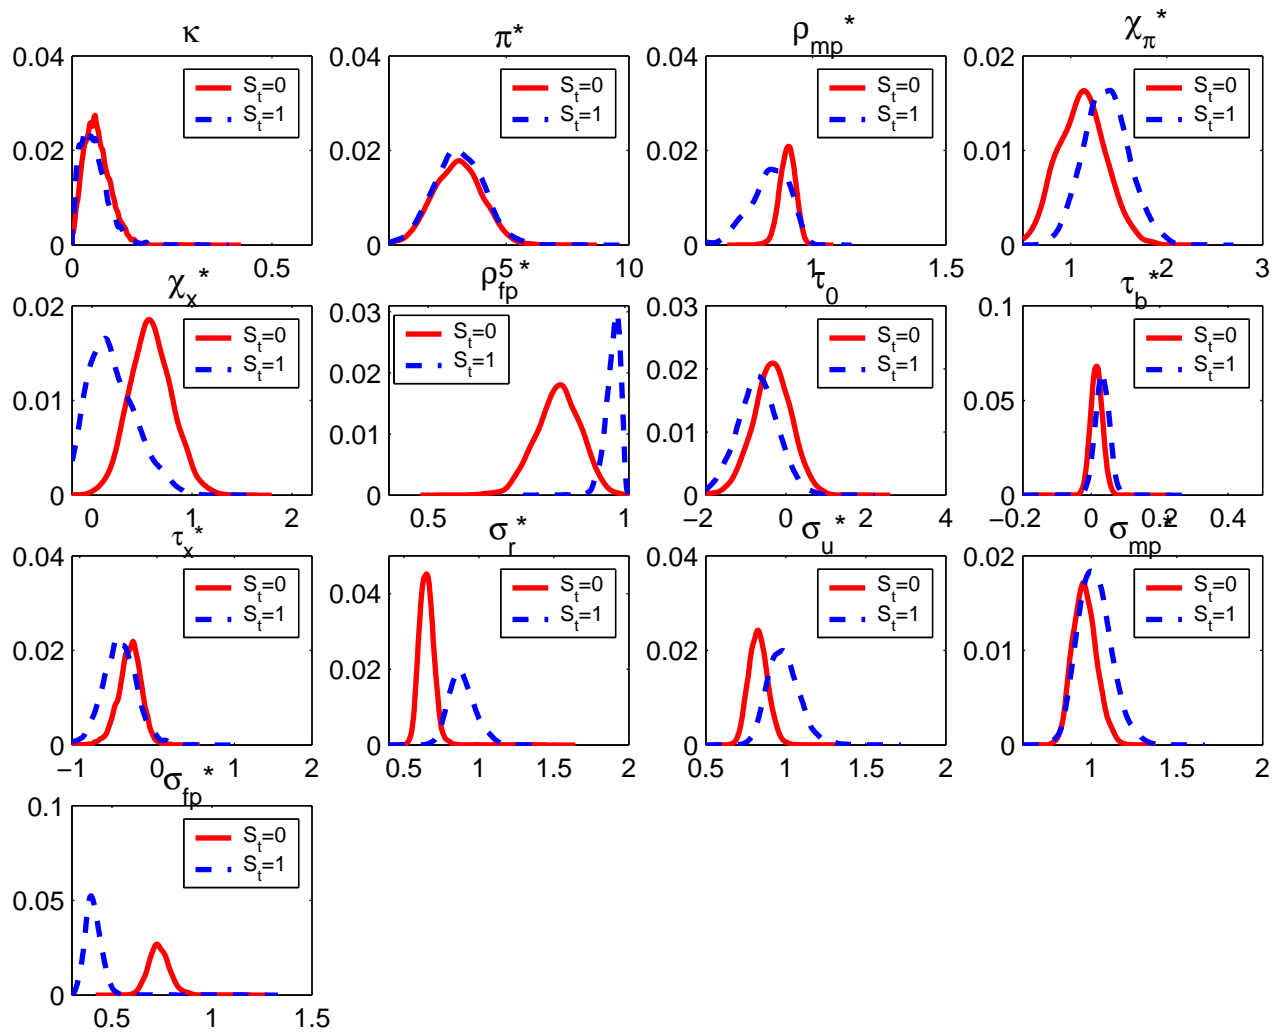 κ
0.04
0.02
0
0 0.5
S_t=0
S_t=1
π*
0.04
0.02
0
5 10
S_t=0
S_t=1
ρ_mp*
0.04
0.02
0
1 1.5
S_t=0
S_t=1
χ_π*
0.02
0.01
0
1 2 3
S_t=0
S_t=1
χ_x*
0.02
0.01
0
0 1 2
S_t=0
S_t=1
ρ_fp*
0.03
0.02
0.01
0
0.5 1
S_t=0
S_t=1
τ_0
0.03
0.02
0.01
0
−2 0 2 4
S_t=0
S_t=1
τ_b*
0.1
0.05
0
−0.2 0 0.2 0.4
S_t=0
S_t=1
τ_x*
0.04
0.02
0
−1 0 1 2
S_t=0
S_t=1
σ_r*
0.04
0.02
0
0.5 1 1.5 2
S_t=0
S_t=1
σ_u*
0.04
0.02
0
0.5 1 1.5 2
S_t=0
S_t=1
σ_mp*
0.02
0.01
0
1 1.5 2
S_t=0
S_t=1
σ_fp*
0.1
0.05
0
0.5 1 1.5
S_t=0
S_t=1